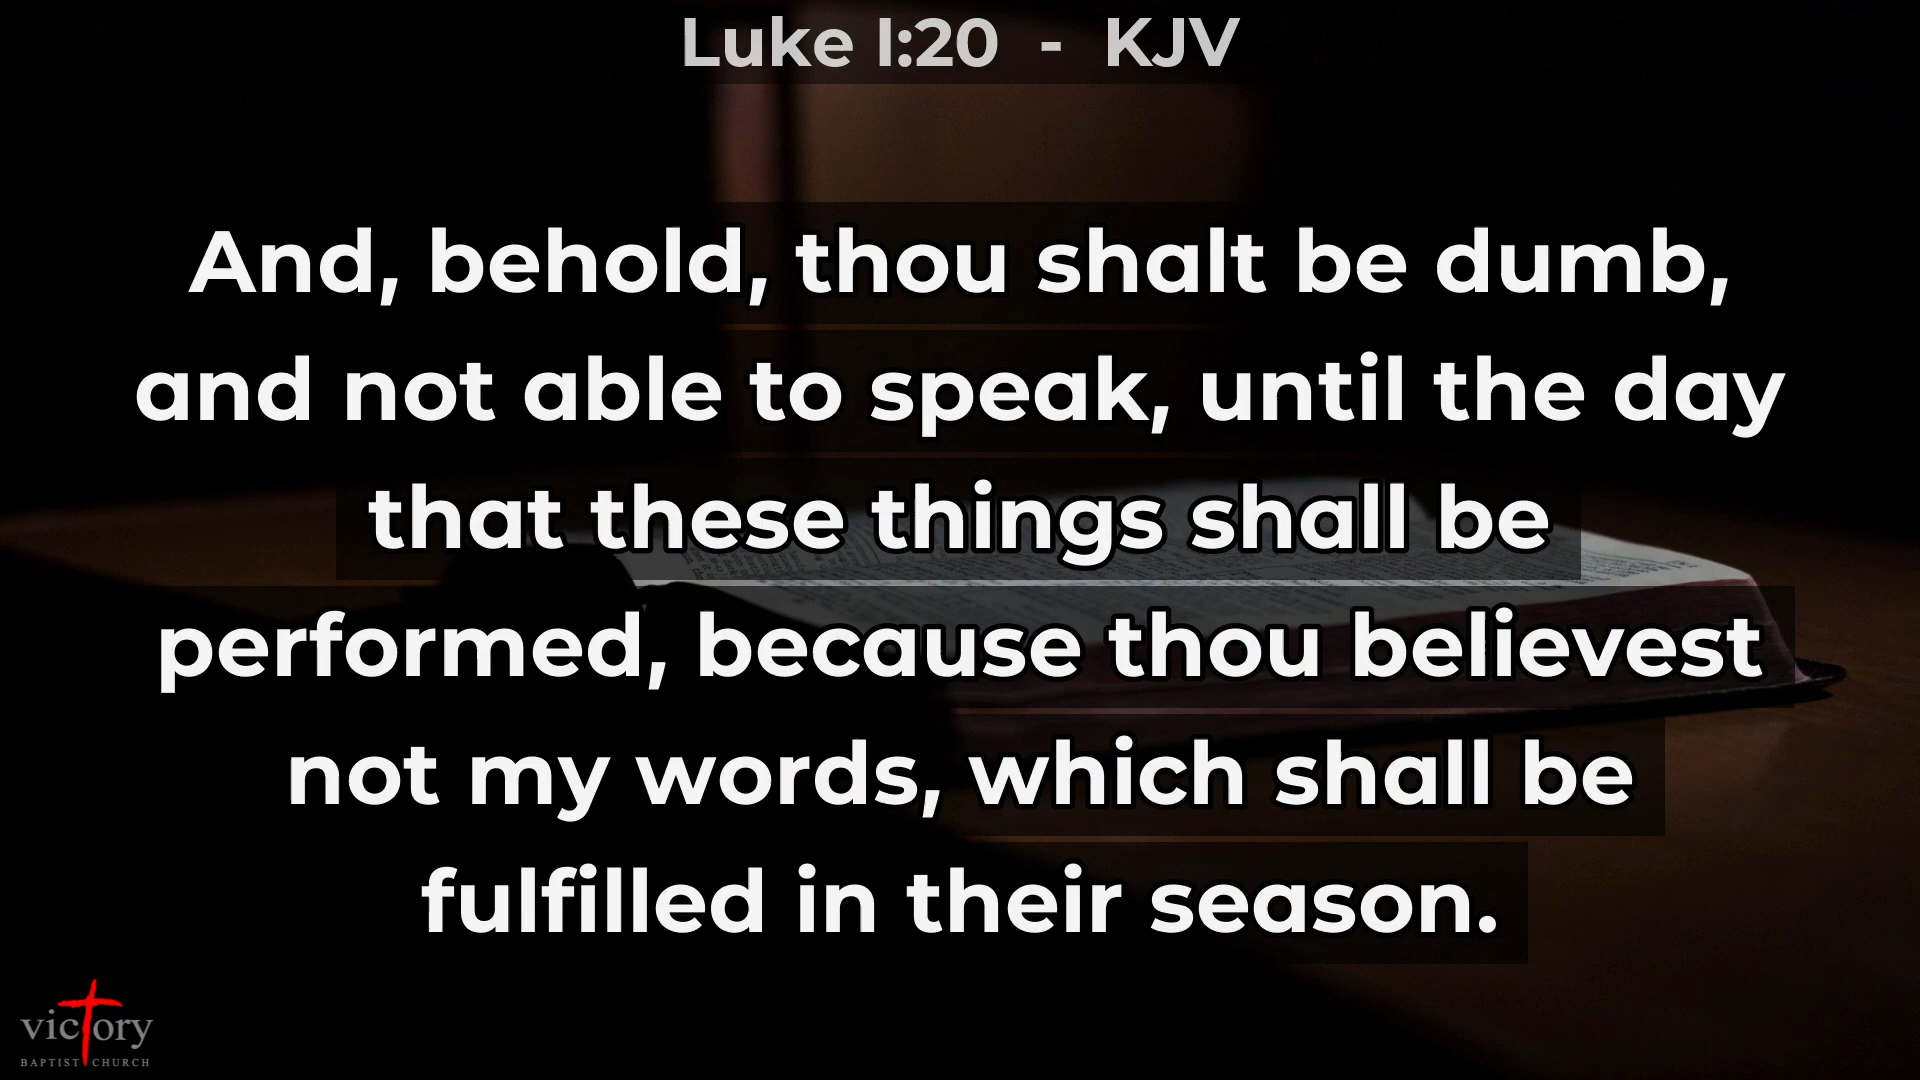 Luke 1:20 - KJV
And, behold, thou shalt be dumb,
and not able to speak, until the day
that these things shall be
performed, because thou believest
not my words, which shall be
fulfilled in their season.
victory
BAPTIST CHURCH